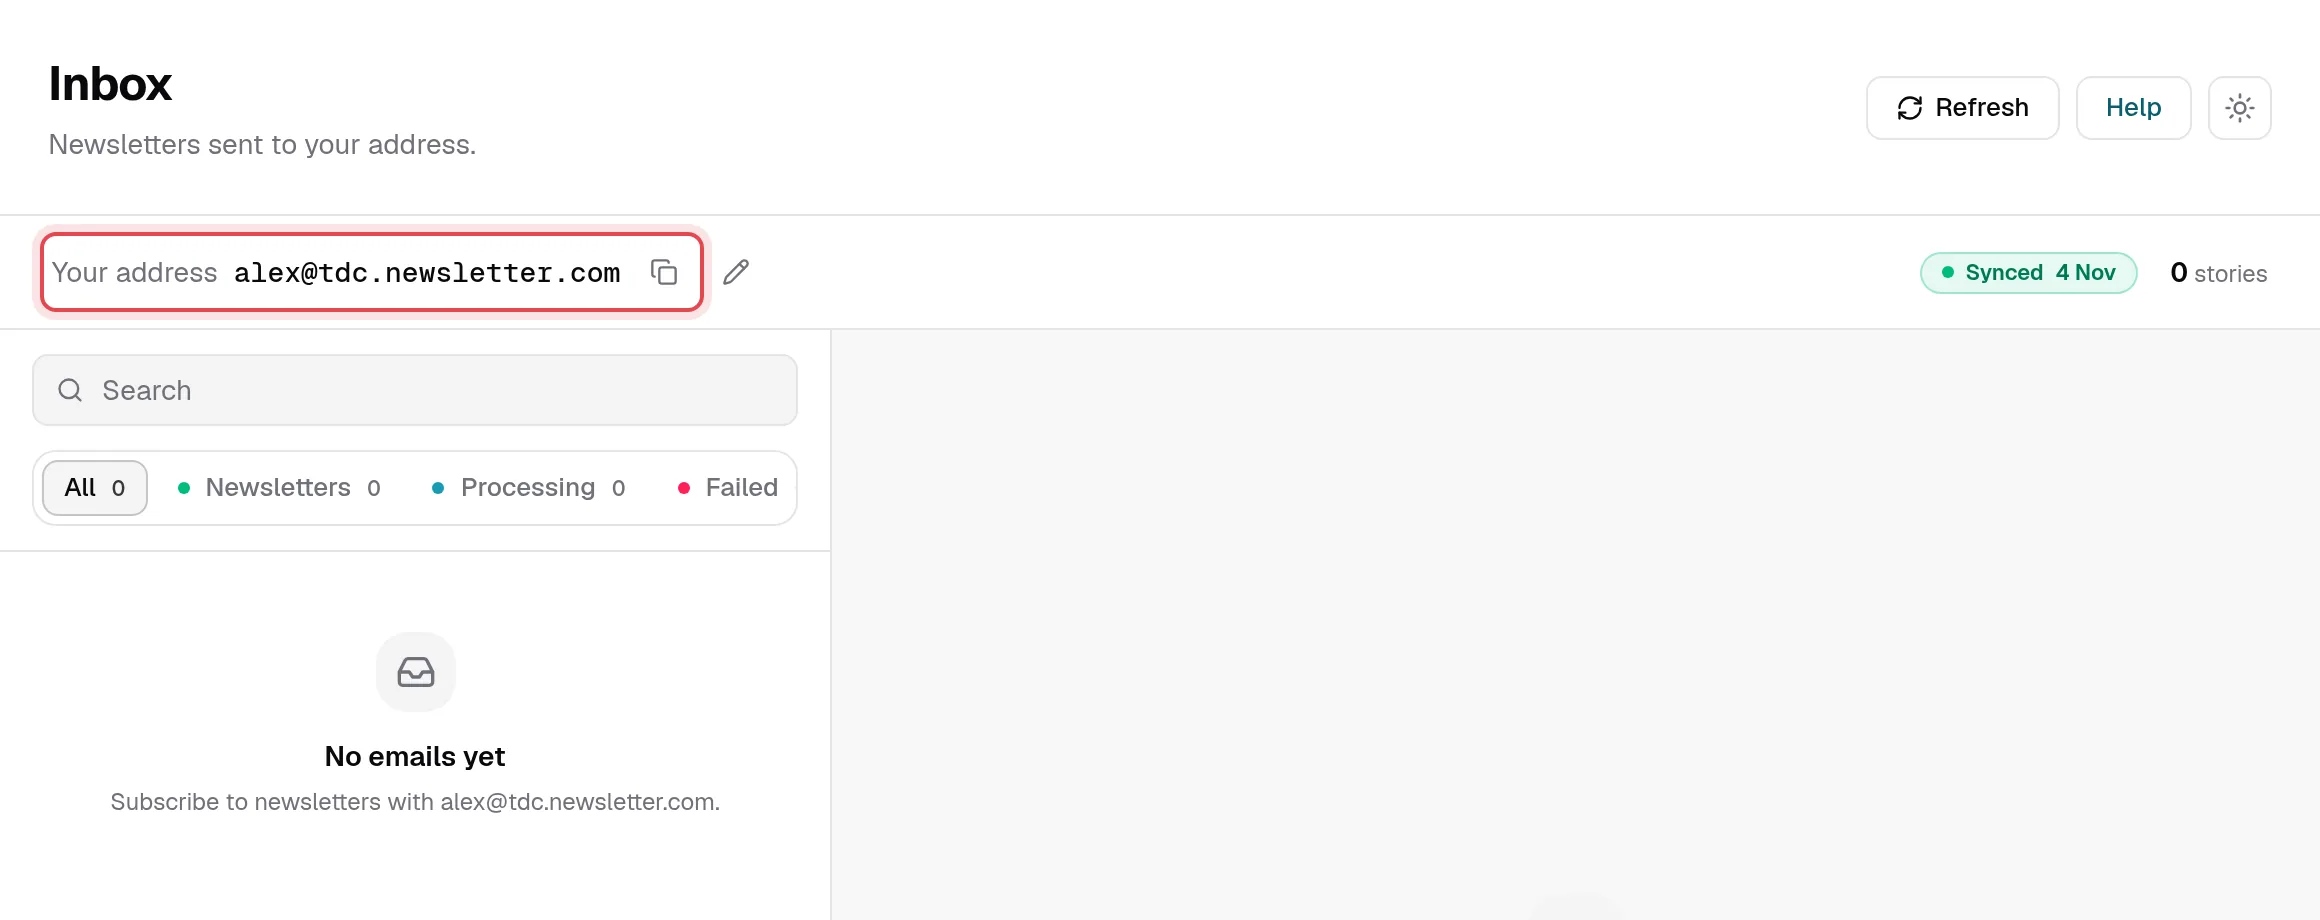 Inbox
Newsletters sent to your address.
Refresh
Help
Your address alex@tdc.newsletter.com
Synced 4 Nov
0 stories
Search
All 0
Newsletters 0
Processing 0
Failed
No emails yet
Subscribe to newsletters with alex@tdc.newsletter.com.